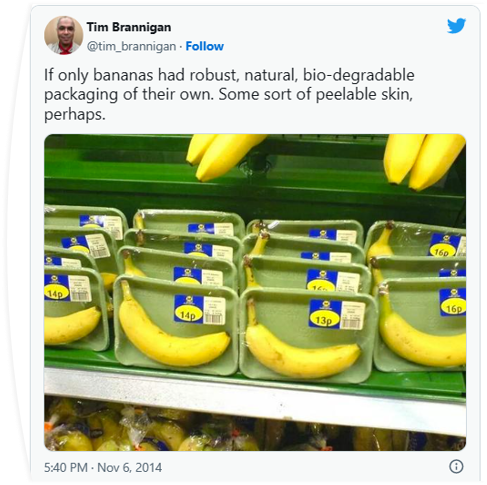 Tim Brannigan
@tim_brannigan · Follow
If only bananas had robust, natural, bio-degradable
packaging of their own. Some sort of peelable skin,
perhaps.
16p
14p
16p
16p
14p
13p
5:40 PM · Nov 6, 2014